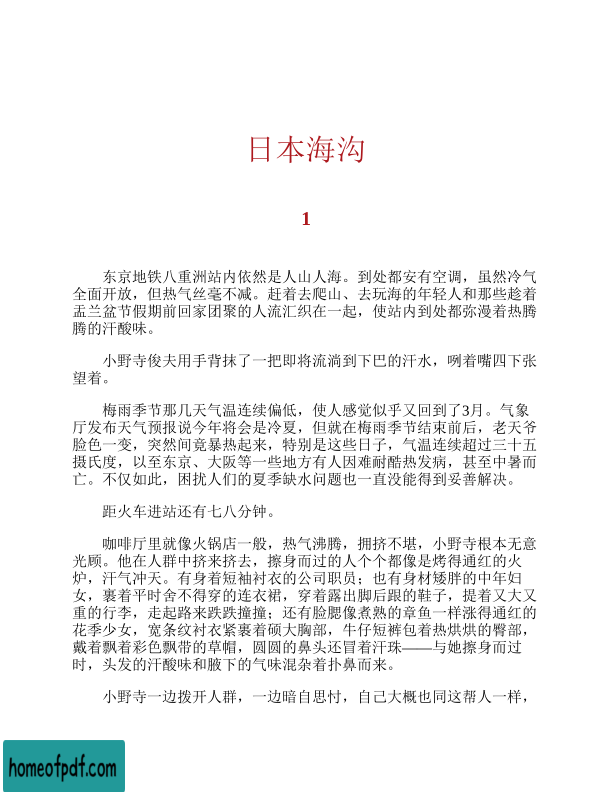 日本海沟
1
东京地铁八重洲站内依然是人山人海。到处都安有空调，虽然冷气
全面开放，但热气丝毫不减。赶着去爬山、去玩海的年轻人和那些趁着
盂兰盆节假期前回家团聚的人流汇织在一起，使站内到处都弥漫着热腾
腾的汗酸味。
小野寺俊夫用手背抹了一把即将流淌到下巴的汗水，咧着嘴四下张
望着。
梅雨季节那几天气温连续偏低，使人感觉似乎又回到了3月。气象
厅发布天气预报说今年将会是冷夏，但就在梅雨季节结束前后，老天爷
脸色一变，突然间竟暴热起来，特别是这些日子，气温连续超过三十五
摄氏度，以至东京、大阪等一些地方有人因难耐酷热发病，甚至中暑而
亡。不仅如此，困扰人们的夏季缺水问题也一直没能得到妥善解决。
距火车进站还有七八分钟。
咖啡厅里就像火锅店一般，热气沸腾，拥挤不堪，小野寺根本无意
光顾。他在人群中挤来挤去，擦身而过的人个个都像是烤得通红的火
炉，汗气冲天。有身着短袖衬衣的公司职员；也有身材矮胖的中年妇
女，裹着平时舍不得穿的连衣裙，穿着露出脚后跟的鞋子，提着又大又
重的行李，走起路来跌跌撞撞；还有脸腮像煮熟的章鱼一样涨得通红的
花季少女，宽条纹衬衣紧裹着硕大胸部，牛仔短裤包着热烘烘的臀部，
戴着飘着彩色飘带的草帽，圆圆的鼻头还冒着汗珠——与她擦身而过
时，头发的汗酸味和腋下的气味混杂着扑鼻而来。
小野寺一边拨开人群，一边暗自思忖，自己大概也同这帮人一样，
homeofpdf.com